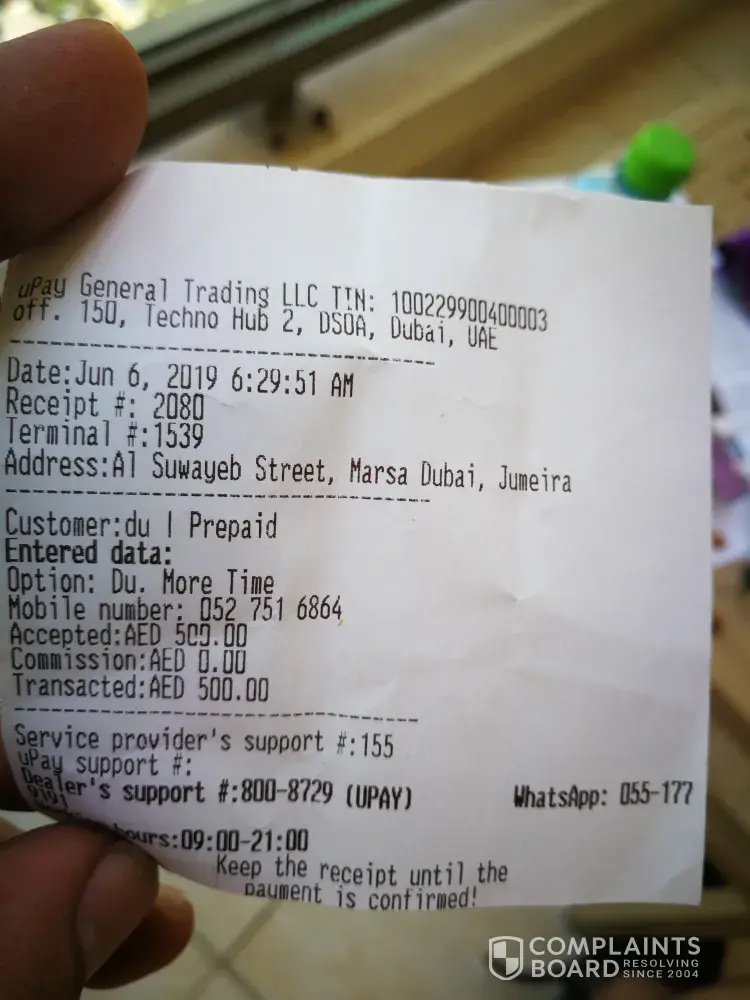 uPay General Trading LLC TIN: 100229900400003
off. 150, Techno Hub 2, DSOA, Dubai, UAE
Date:Jun 6, 2019 6:29:51 AM
Receipt #: 2080
Terminal #:1539
Address:Al Suwayeb Street, Marsa Dubai, Jumeira
Customer:du | Prepaid
Entered data:
Option: Du. More Time
Mobile number: 052 751 6864
Accepted:AED 500.00
Commission:AED 0.00
Transacted:AED 500.00
Service provider's support #:155
uPay support #:
Dealer's support #:800-8729 (UPAY) WhatsApp: 055-177
9191
hours:09:00-21:00
Keep the receipt until the
payment is confirmed!
COMPLAINTS
BOARD RESOLVING
SINCE 2004